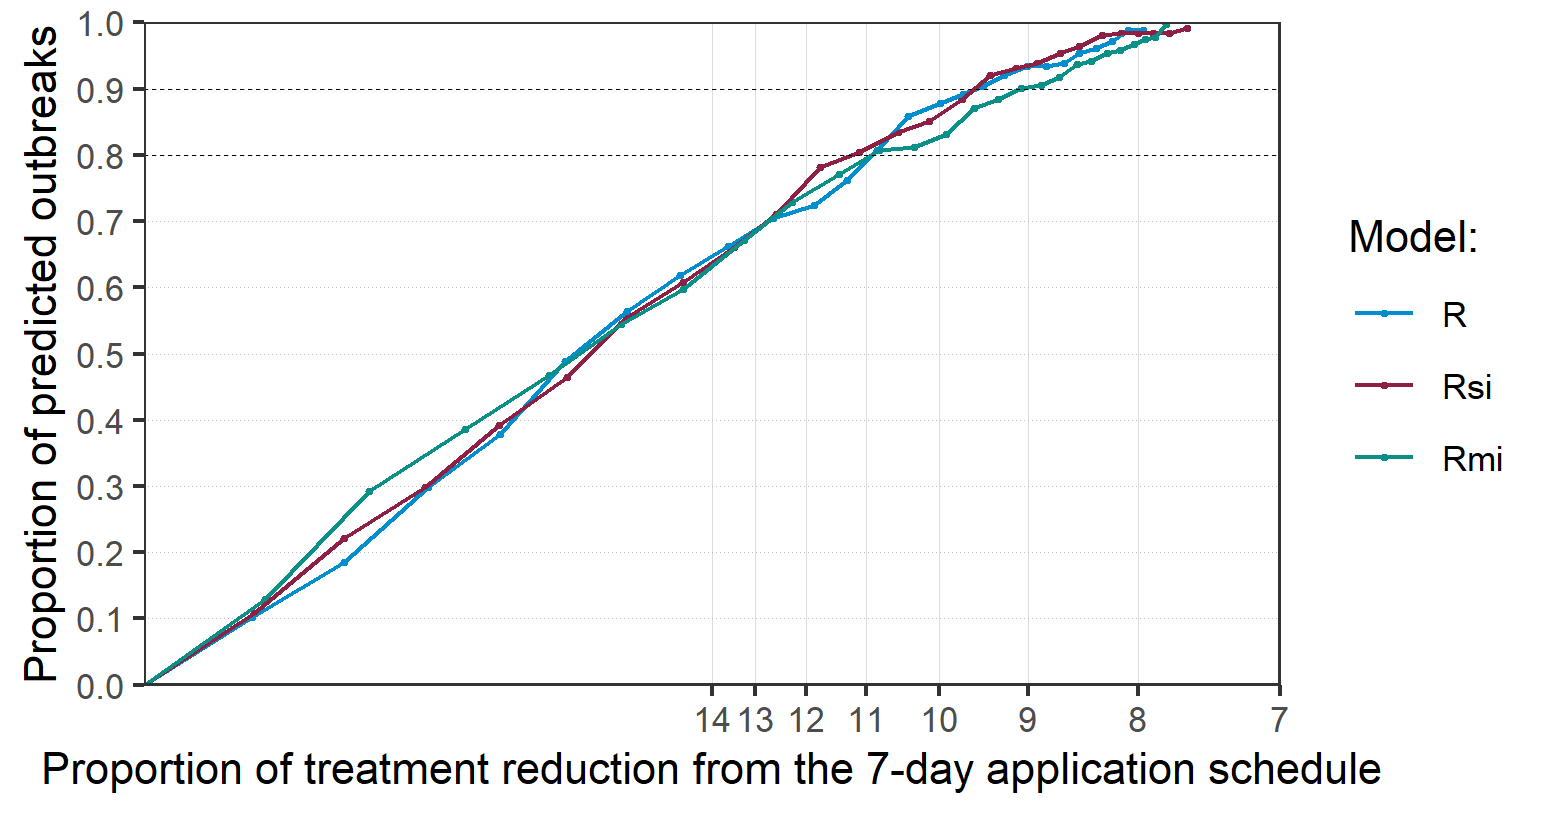 Proportion of predicted outbreaks
1.0
0.9
0.8
0.7
0.6
0.5
0.4
0.3
0.2
0.1
0.0
14 13 12 11 10 9 8 7
Proportion of treatment reduction from the 7-day application schedule
Model:
R
Rsi
Rmi